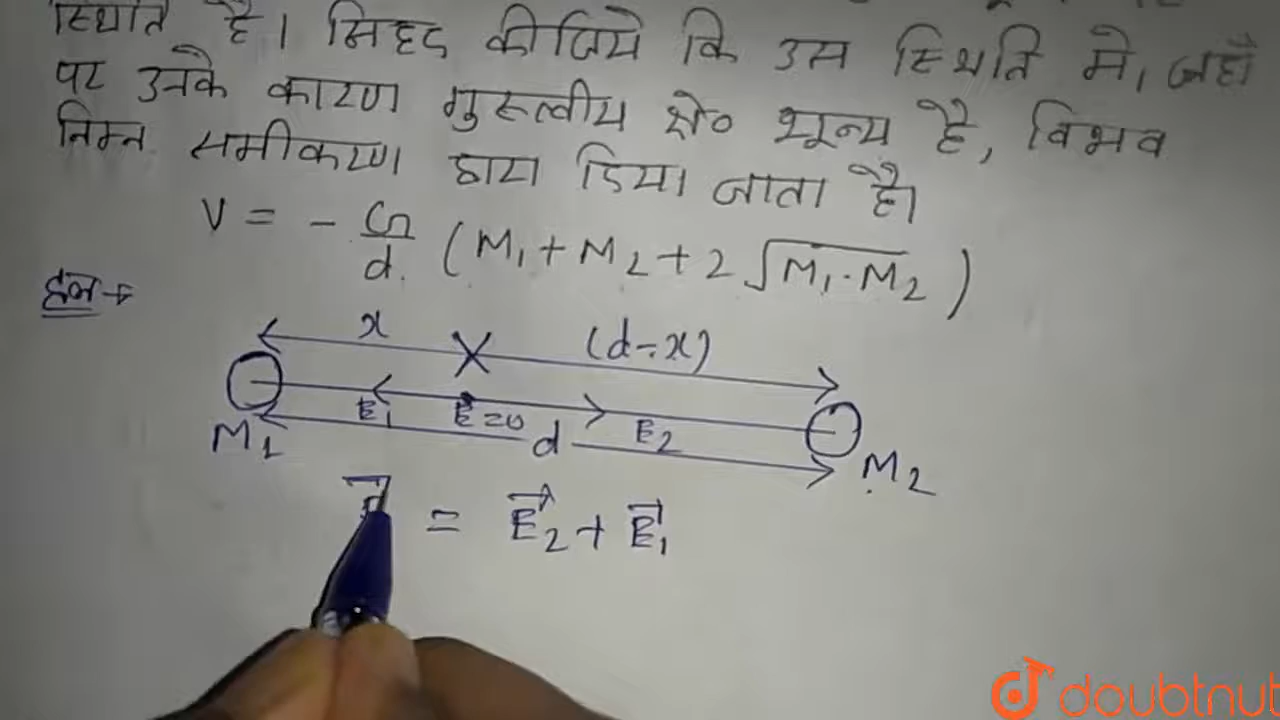 स्थित है। सिद्द कीजिये कि उस स्थिति मे, जहाँ
पर उनके कारण गुरूत्वीय क्षे० शून्य है, विभव
निम्न समीकरण द्वारा दिया जाता है।
V = - G/d (M₁ + M₂ + 2√M₁·M₂)
हल →
x (d-x)
E₁ E=0 E₂
M₁ d M₂
= E⃗₂ + E⃗₁
doubtnut